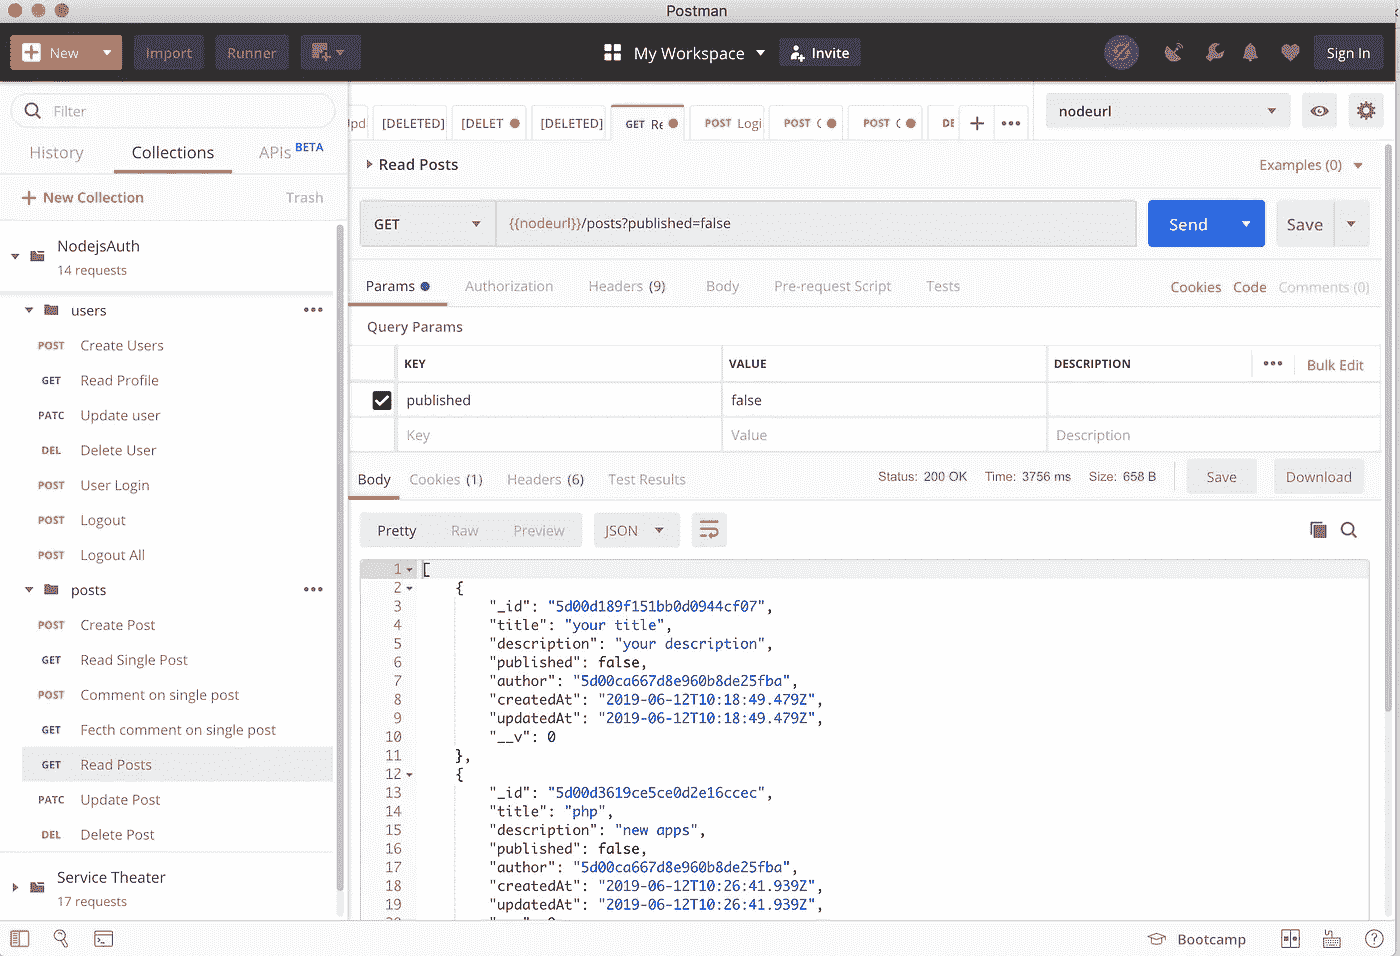 Postman
New
Import
Runner
My Workspace
Invite
Sign In
Filter
History
Collections
APIs BETA
New Collection
Trash
NodejsAuth
14 requests
users
POST Create Users
GET Read Profile
PATC Update user
DEL Delete User
POST User Login
POST Logout
POST Logout All
posts
POST Create Post
GET Read Single Post
POST Comment on single post
GET Fecth comment on single post
GET Read Posts
PATC Update Post
DEL Delete Post
Service Theater
17 requests
[DELETED]
[DELET
[DELETED]
GET Re
POST Logi
POST
POST
DE
nodeurl
Read Posts
Examples (0)
GET
{{nodeurl}}/posts?published=false
Send
Save
Params
Authorization
Headers (9)
Body
Pre-request Script
Tests
Cookies
Code
Comments (0)
Query Params
KEY
VALUE
DESCRIPTION
Bulk Edit
published
false
Key
Value
Description
Body
Cookies (1)
Headers (6)
Test Results
Status: 200 OK
Time: 3756 ms
Size: 658 B
Save
Download
Pretty
Raw
Preview
JSON
1 [
2 {
3 "_id": "5d00d189f151bb0d0944cf07",
4 "title": "your title",
5 "description": "your description",
6 "published": false,
7 "author": "5d00ca667d8e960b8de25fba",
8 "createdAt": "2019-06-12T10:18:49.479Z",
9 "updatedAt": "2019-06-12T10:18:49.479Z",
10 "__v": 0
11 },
12 {
13 "_id": "5d00d3619ce5ce0d2e16ccec",
14 "title": "php",
15 "description": "new apps",
16 "published": false,
17 "author": "5d00ca667d8e960b8de25fba",
18 "createdAt": "2019-06-12T10:26:41.939Z",
19 "updatedAt": "2019-06-12T10:26:41.939Z",
Bootcamp